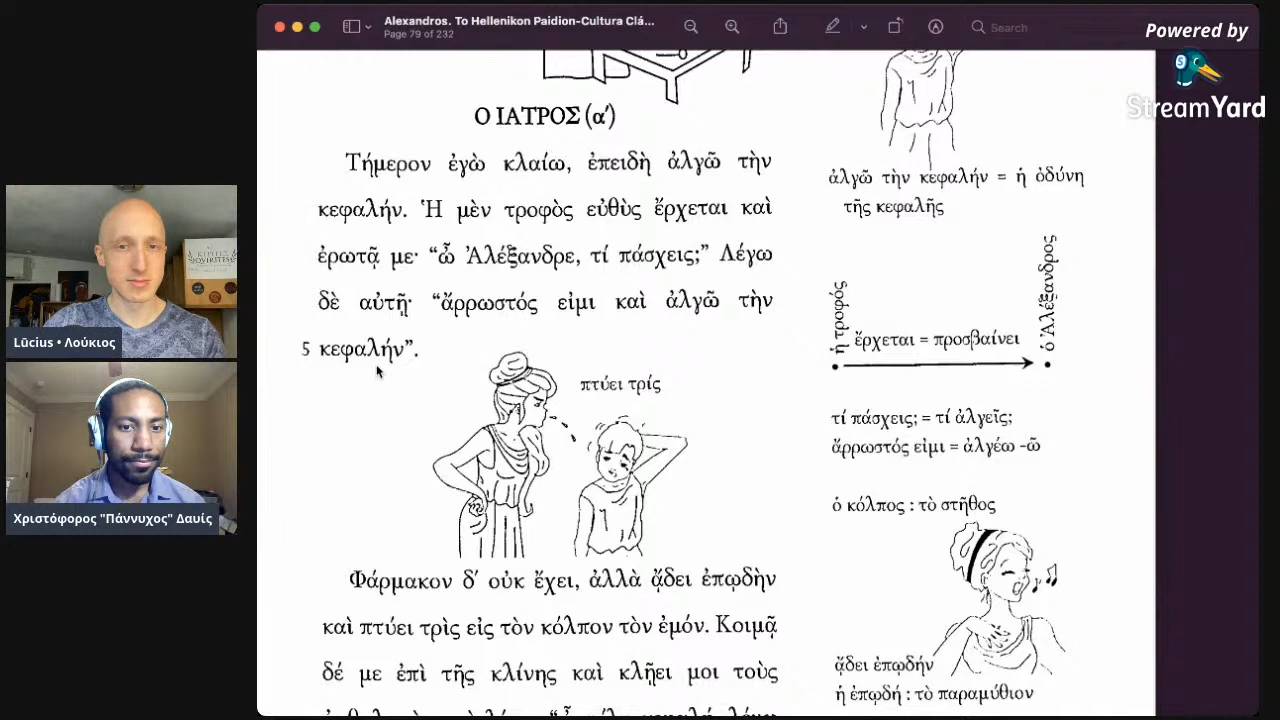 Alexandros. To Hellenikon Paidion-Cultura Clá...
Page 79 of 232
Search
Powered by
StreamYard
Ο ΙΑΤΡΟΣ (α')
Τήμερον ἐγὼ κλαίω, ἐπειδὴ ἀλγῶ τὴν
κεφαλήν. Ἡ μὲν τροφὸς εὐθὺς ἔρχεται καὶ
ἐρωτᾷ με· “ὦ Ἀλέξανδρε, τί πάσχεις;” Λέγω
δὲ αὐτῇ· “ἄρρωστός εἰμι καὶ ἀλγῶ τὴν
5 κεφαλήν”.
πτύει τρίς
Φάρμακον δ' οὐκ ἔχει, ἀλλὰ ᾄδει ἐπῳδὴν
καὶ πτύει τρὶς εἰς τὸν κόλπον τὸν ἐμόν. Κοιμᾷ
δέ με ἐπὶ τῆς κλίνης καὶ κλῄει μοι τοὺς
ἀλγῶ τὴν κεφαλήν = ἡ ὀδύνη
τῆς κεφαλῆς
ἡ τροφός
ἔρχεται = προσβαίνει
ὁ Ἀλέξανδρος
τί πάσχεις; = τί ἀλγεῖς;
ἄρρωστός εἰμι = ἀλγέω -ῶ
ὁ κόλπος : τὸ στῆθος
ᾄδει ἐπῳδήν
ἡ ἐπῳδή : τὸ παραμύθιον
Lūcius • Λούκιος
Χριστόφορος "Πάννυχος" Δαυίς